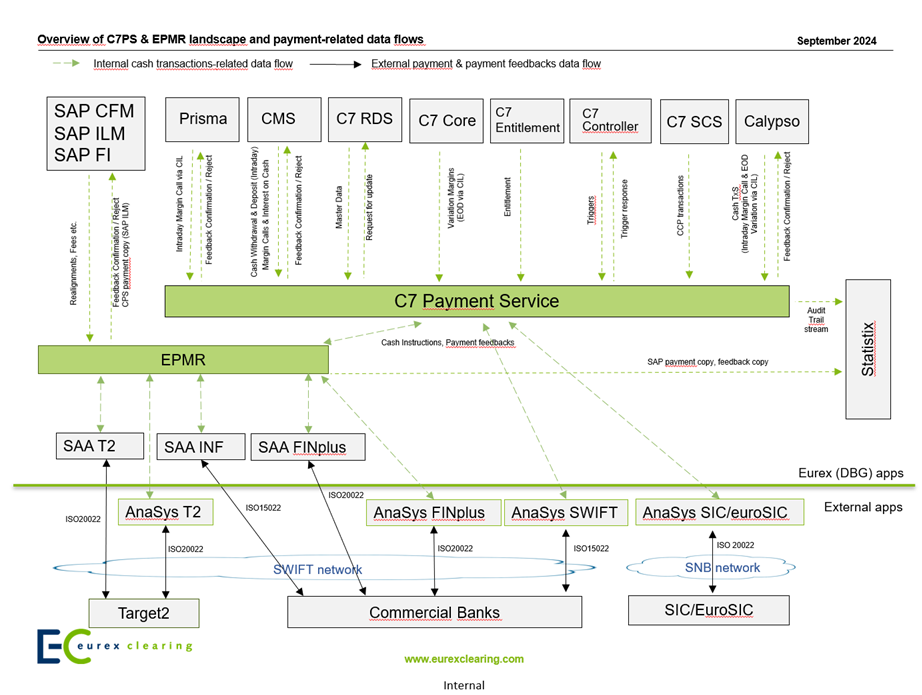 Overview of C7PS & EPMR landscape and payment-related data flows
September 2024
Internal cash transactions-related data flow
External payment & payment feedbacks data flow
SAP CFM
SAP ILM
SAP FI
Prisma
CMS
C7 RDS
C7 Core
C7
Entitlement
C7
Controller
C7 SCS
Calypso
Realignments, Fees etc.
Feedback Confirmation / Reject
CPS payment copy (SAP ILM)
Intraday Margin Call via CIL
Feedback Confirmation / Reject
Cash Withdrawal & Deposit (Intraday)
Margin Calls & Interest on Cash
Feedback Confirmation / Reject
Master Data
Request for update
Variation Margins
(EOD via CIL)
Entitlement
Triggers
Trigger response
CCP transactions
Cash TxS
(Intraday Margin Call & EOD
Variation via CIL)
Feedback Confirmation / Reject
C7 Payment Service
Audit
Trail
stream
Statistix
Cash Instructions, Payment feedbacks
EPMR
SAP payment copy, feedback copy
SAA T2
SAA INF
SAA FINplus
Eurex (DBG) apps
External apps
ISO20022
AnaSys T2
ISO15022
ISO20022
AnaSys FINplus
AnaSys SWIFT
AnaSys SIC/euroSIC
ISO20022
ISO20022
ISO15022
ISO 20022
SWIFT network
SNB network
Target2
Commercial Banks
SIC/EuroSIC
eurex clearing
www.eurexclearing.com
Internal